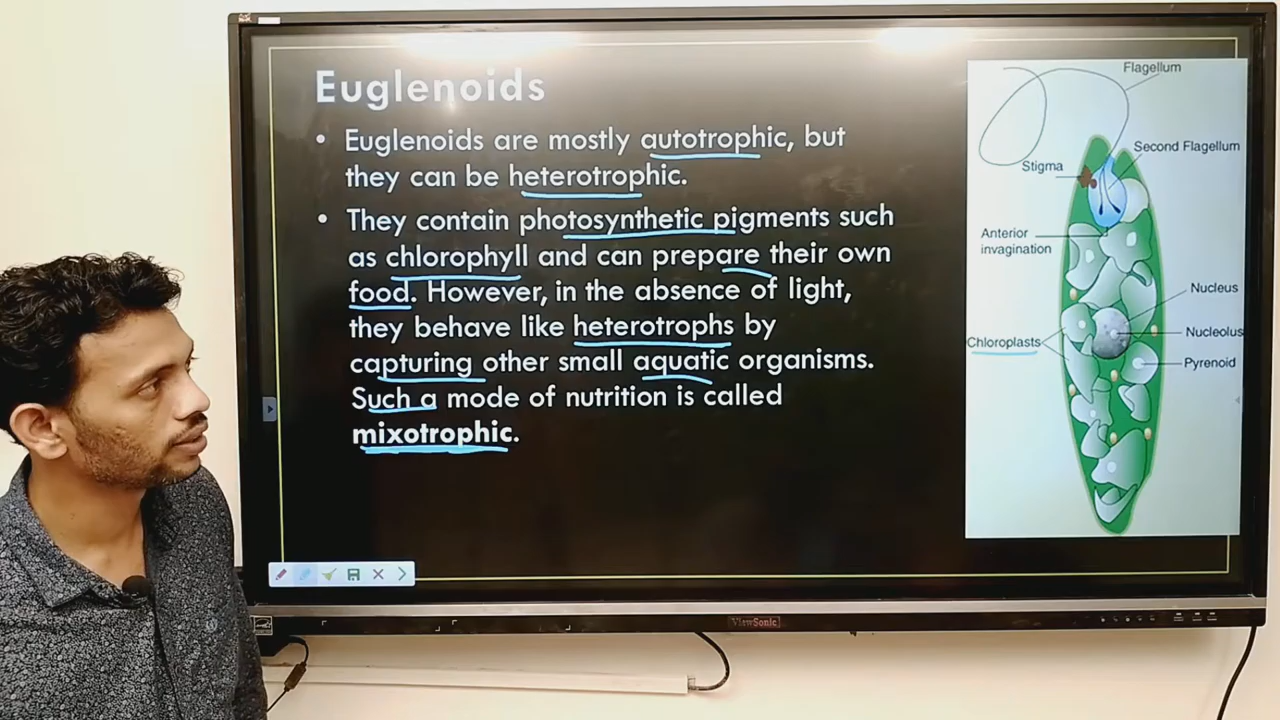 Euglenoids
• Euglenoids are mostly autotrophic, but
they can be heterotrophic.
• They contain photosynthetic pigments such
as chlorophyll and can prepare their own
food. However, in the absence of light,
they behave like heterotrophs by
capturing other small aquatic organisms.
Such a mode of nutrition is called
mixotrophic.
Flagellum
Second Flagellum
Stigma
Anterior
invagination
Nucleus
Nucleolus
Chloroplasts
Pyrenoid
ViewSonic